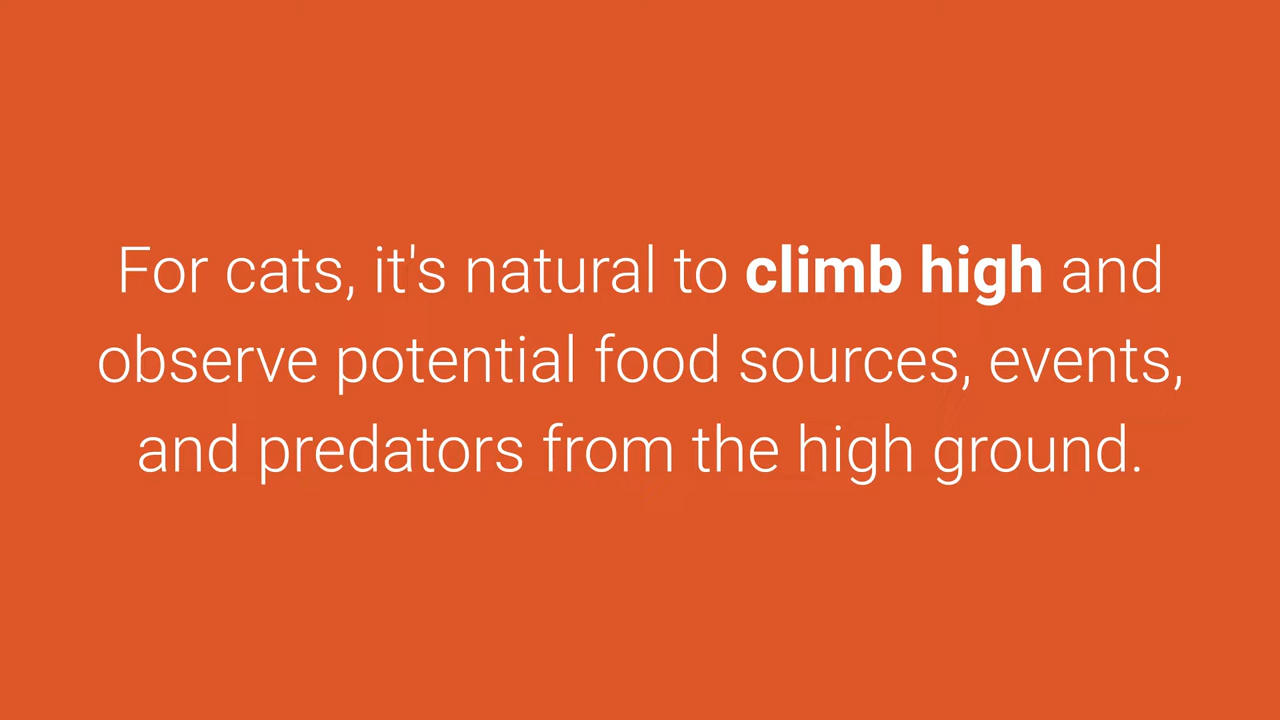 For cats, it's natural to climb high and
observe potential food sources, events,
and predators from the high ground.